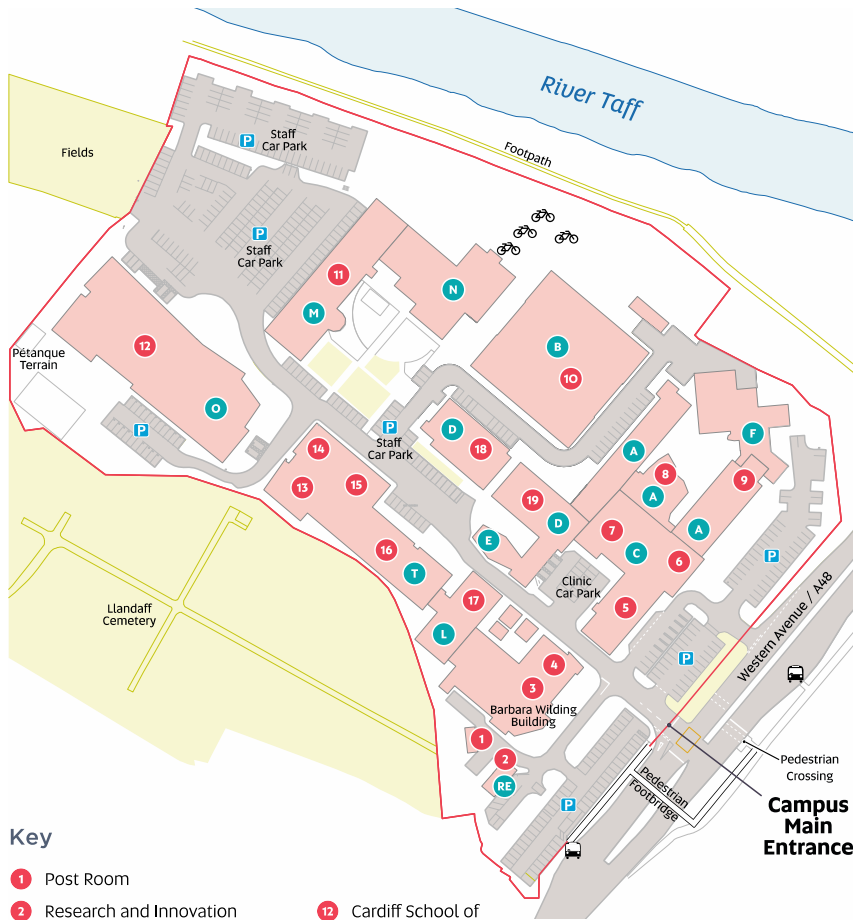 River Taff
Footpath
Fields
P
Staff
Car Park
P
Staff
Car Park
11
M
N
B
10
12
O
Pétanque
Terrain
P
P
Staff
Car Park
D
18
A
F
8
A
9
14
13
15
19
D
E
7
C
A
6
P
16
T
Clinic
Car Park
5
Llandaff
Cemetery
17
L
4
3
Barbara Wilding
Building
P
Western Avenue / A48
1
2
RE
P
Pedestrian
Footbridge
Pedestrian
Crossing
Campus
Main
Entrance
Key
1 Post Room
2 Research and Innovation
12 Cardiff School of